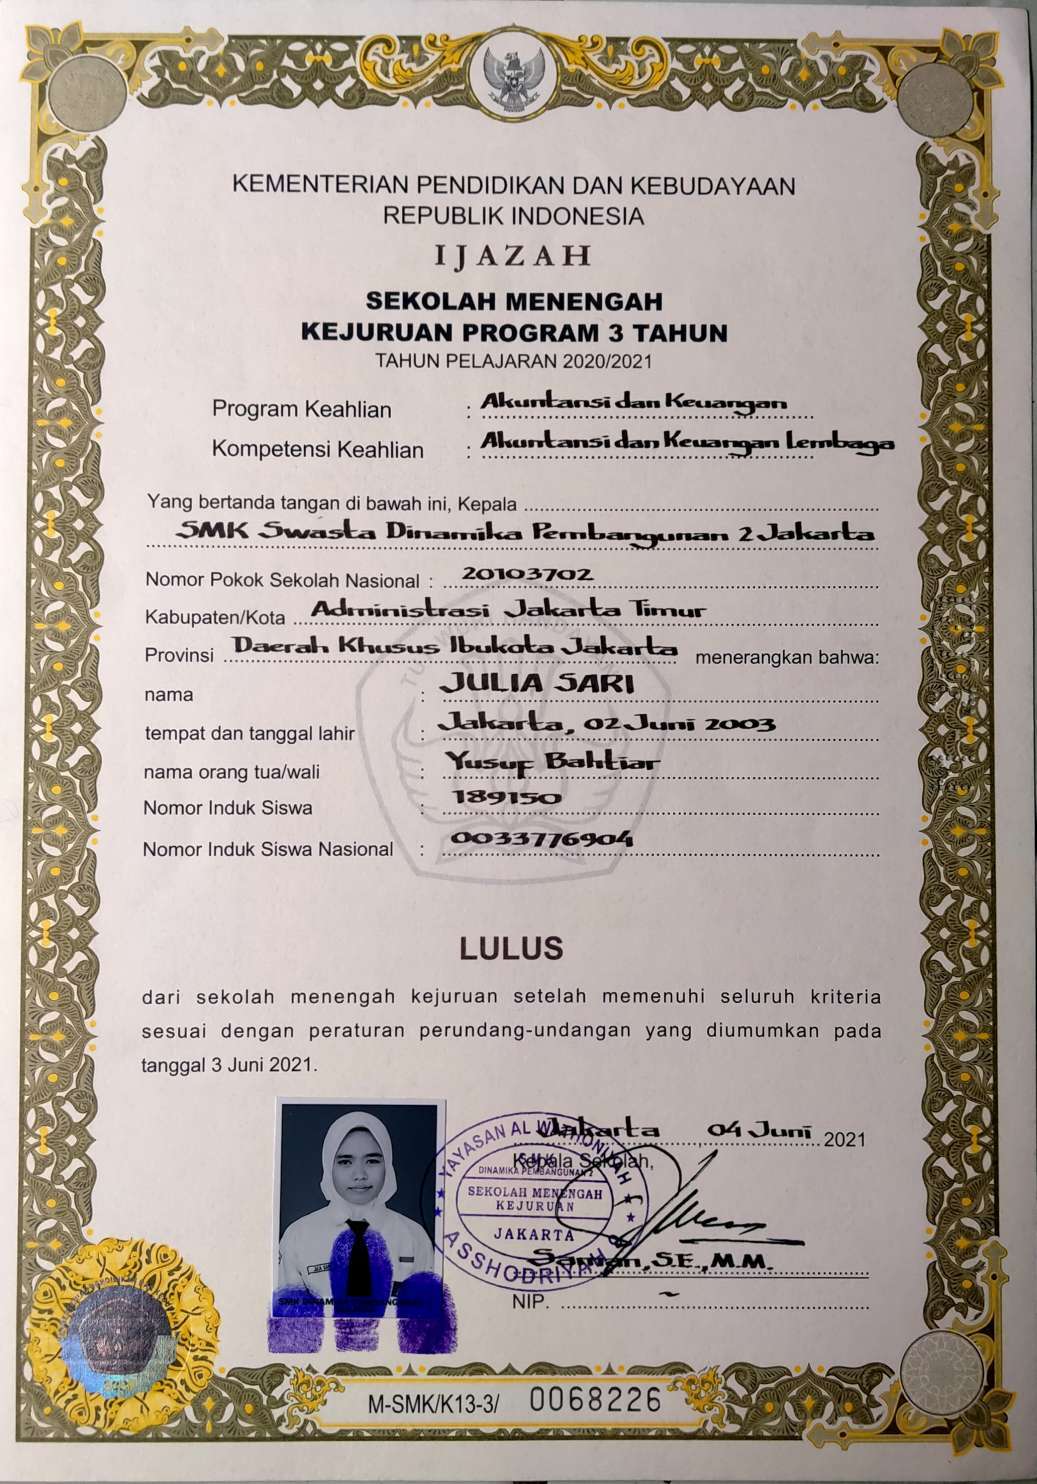 KEMENTERIAN PENDIDIKAN DAN KEBUDAYAAN
REPUBLIK INDONESIA
IJAZAH
SEKOLAH MENENGAH
KEJURUAN PROGRAM 3 TAHUN
TAHUN PELAJARAN 2020/2021
Program Keahlian : Akuntansi dan Keuangan
Kompetensi Keahlian : Akuntansi dan Keuangan Lembaga
Yang bertanda tangan di bawah ini, Kepala
SMK Swasta Dinamika Pembangunan 2 Jakarta
Nomor Pokok Sekolah Nasional : 20103702
Kabupaten/Kota Administrasi Jakarta Timur
Provinsi Daerah Khusus Ibukota Jakarta menerangkan bahwa:
nama : JULIA SARI
tempat dan tanggal lahir : Jakarta, 02 Juni 2003
nama orang tua/wali : Yusuf Bahtiar
Nomor Induk Siswa : 189150
Nomor Induk Siswa Nasional : 0033776904
LULUS
dari sekolah menengah kejuruan setelah memenuhi seluruh kriteria
sesuai dengan peraturan perundang-undangan yang diumumkan pada
tanggal 3 Juni 2021.
Jakarta 04 Juni 2021
Kepala Sekolah,
YAYASAN AL WATHONIYAH ASSHODRIYAH
SMK
DINAMIKA PEMBANGUNAN 2
SEKOLAH MENENGAH
KEJURUAN
JAKARTA
S.E., M.M.
NIP.
M-SMK/K13-3/ 0068226